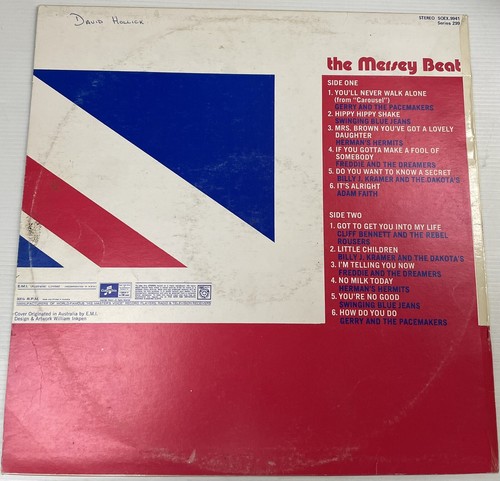 David Hollick
STEREO SOEX.9941
Series 299
the Mersey Beat
SIDE ONE
1. YOU'LL NEVER WALK ALONE
(from "Carousel")
GERRY AND THE PACEMAKERS
2. HIPPY HIPPY SHAKE
SWINGING BLUE JEANS
3. MRS. BROWN YOU'VE GOT A LOVELY
DAUGHTER
HERMAN'S HERMITS
4. IF YOU GOTTA MAKE A FOOL OF
SOMEBODY
FREDDIE AND THE DREAMERS
5. DO YOU WANT TO KNOW A SECRET
BILLY J. KRAMER AND THE DAKOTA'S
6. IT'S ALRIGHT
ADAM FAITH
SIDE TWO
1. GOT TO GET YOU INTO MY LIFE
CLIFF BENNETT AND THE REBEL
ROUSERS
2. LITTLE CHILDREN
BILLY J. KRAMER AND THE DAKOTA'S
3. I'M TELLING YOU NOW
FREDDIE AND THE DREAMERS
4. NO MILK TODAY
HERMAN'S HERMITS
5. YOU'RE NO GOOD
SWINGING BLUE JEANS
6. HOW DO YOU DO
GERRY AND THE PACEMAKERS
Cover Originated in Australia by E.M.I.
Design & Artwork William Inkpen